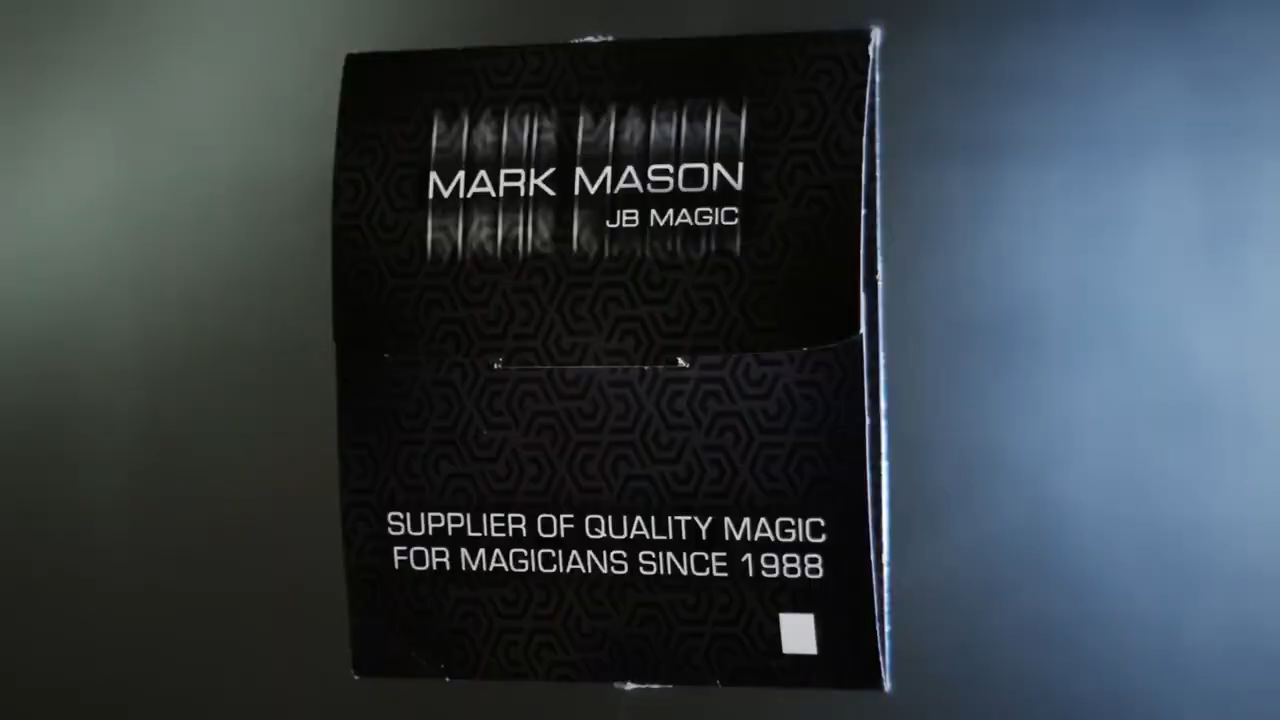 MARK MASON
JB MAGIC
SUPPLIER OF QUALITY MAGIC
FOR MAGICIANS SINCE 1988